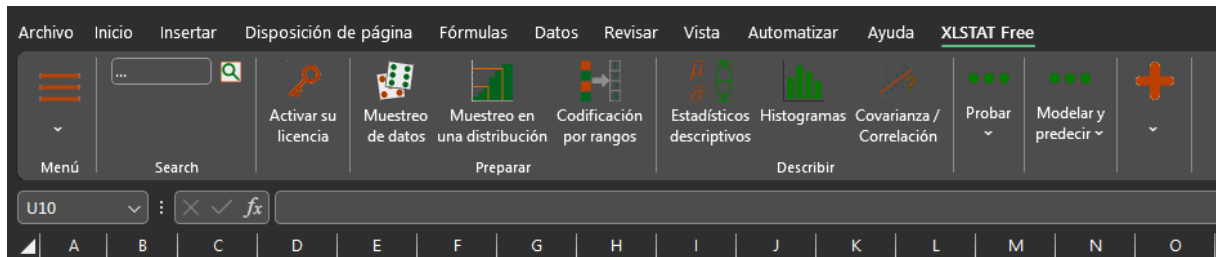 Archivo Inicio Insertar Disposición de página Fórmulas Datos Revisar Vista Automatizar Ayuda XLSTAT Free
...
Activar su licencia
Muestreo de datos
Muestreo en una distribución
Codificación por rangos
Estadísticos descriptivos
Histogramas
Covarianza / Correlación
Probar
Modelar y predecir
Menú Search Preparar Describir
U10 fx
A B C D E F G H I J K L M N O